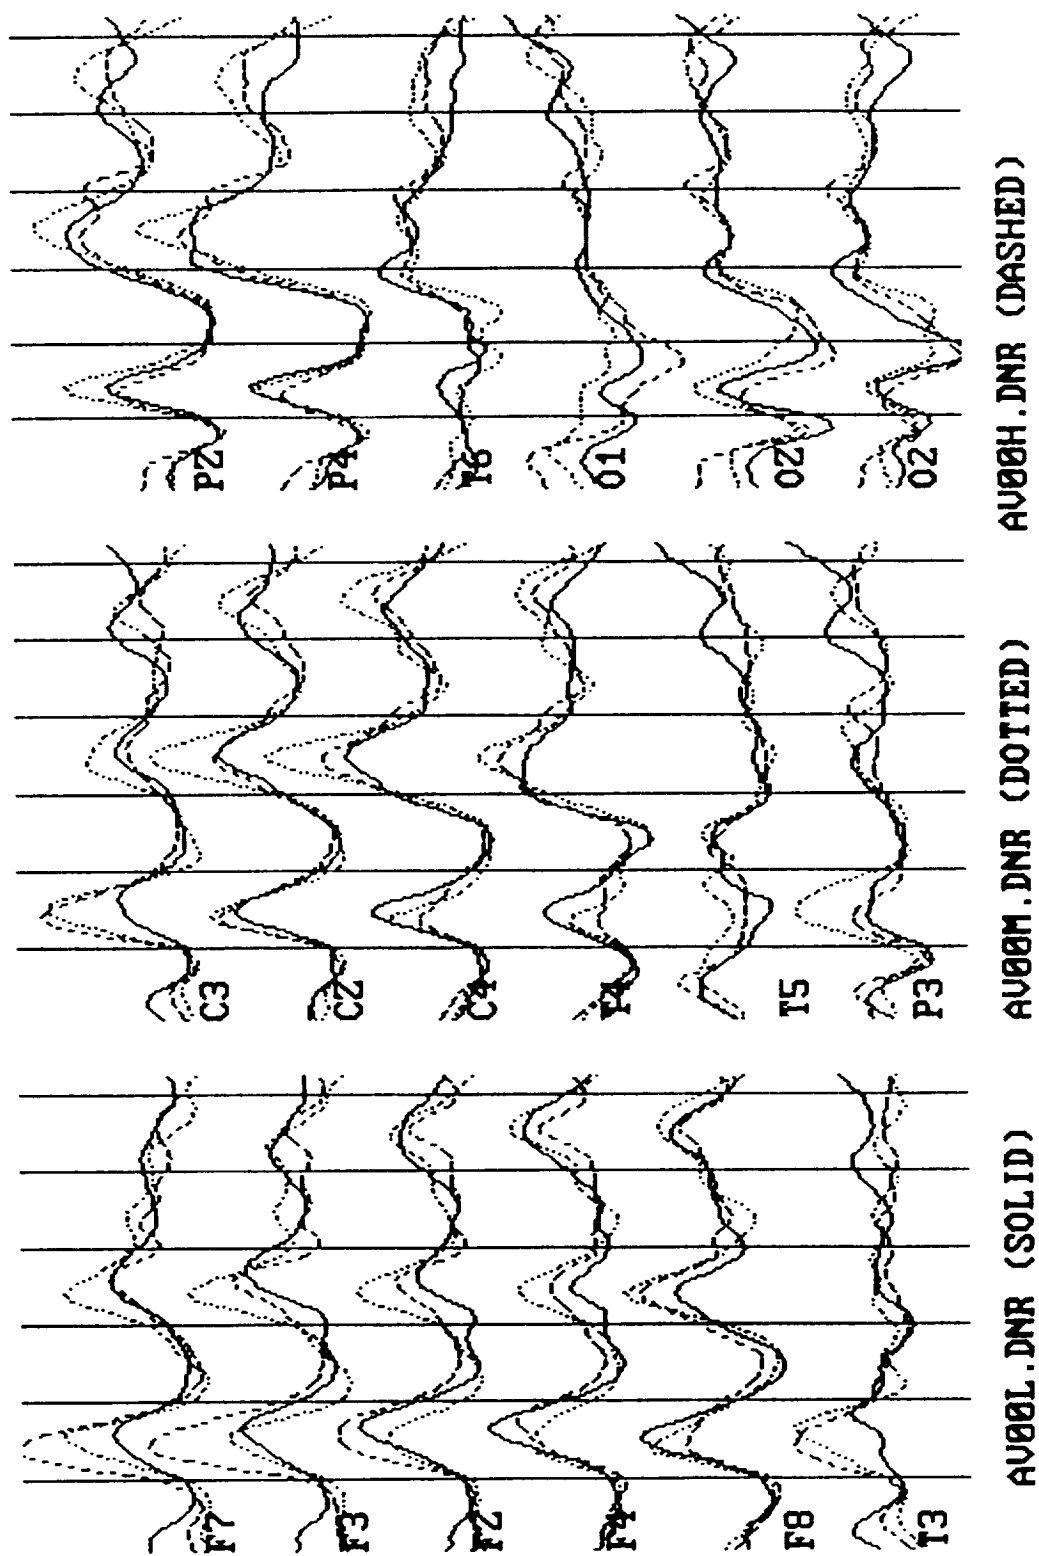 F7 C3 PZ
F3 CZ P4
FZ C4 T6
F4 T4 O1
F8 T5 OZ
T3 P3 O2
AV00L.DNR (SOLID) AV00M.DNR (DOTTED) AV00H.DNR (DASHED)